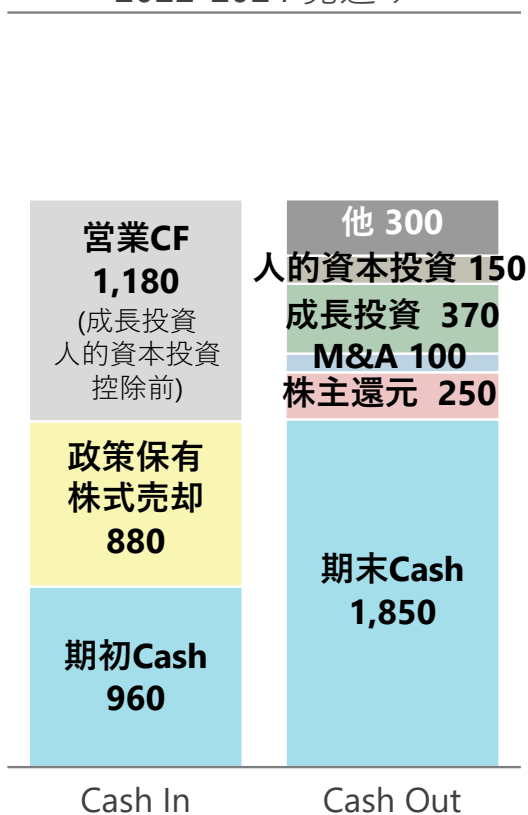 営業CF
1,180
(成長投資
人的資本投資
控除前)
政策保有
株式売却
880
期初Cash
960
他 300
人的資本投資 150
成長投資 370
M&A 100
株主還元 250
期末Cash
1,850
Cash In
Cash Out